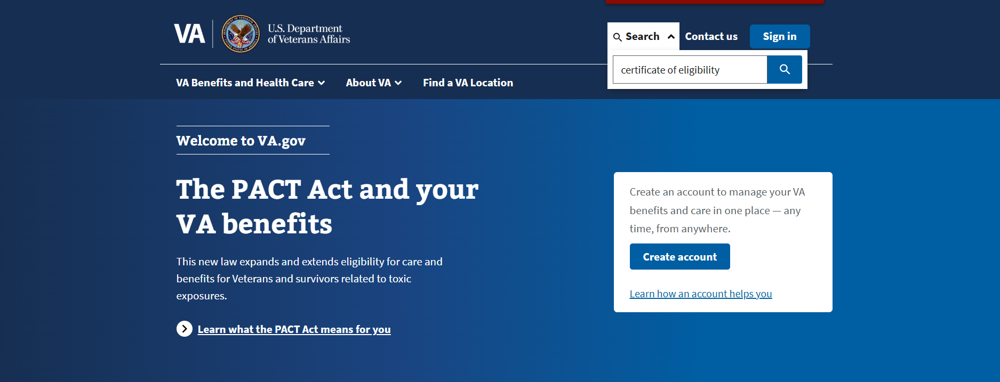 VA
U.S. Department
of Veterans Affairs
Search
Contact us
Sign in
certificate of eligibility
VA Benefits and Health Care
About VA
Find a VA Location
Welcome to VA.gov
The PACT Act and your
VA benefits
This new law expands and extends eligibility for care and
benefits for Veterans and survivors related to toxic
exposures.
Learn what the PACT Act means for you
Create an account to manage your VA
benefits and care in one place — any
time, from anywhere.
Create account
Learn how an account helps you